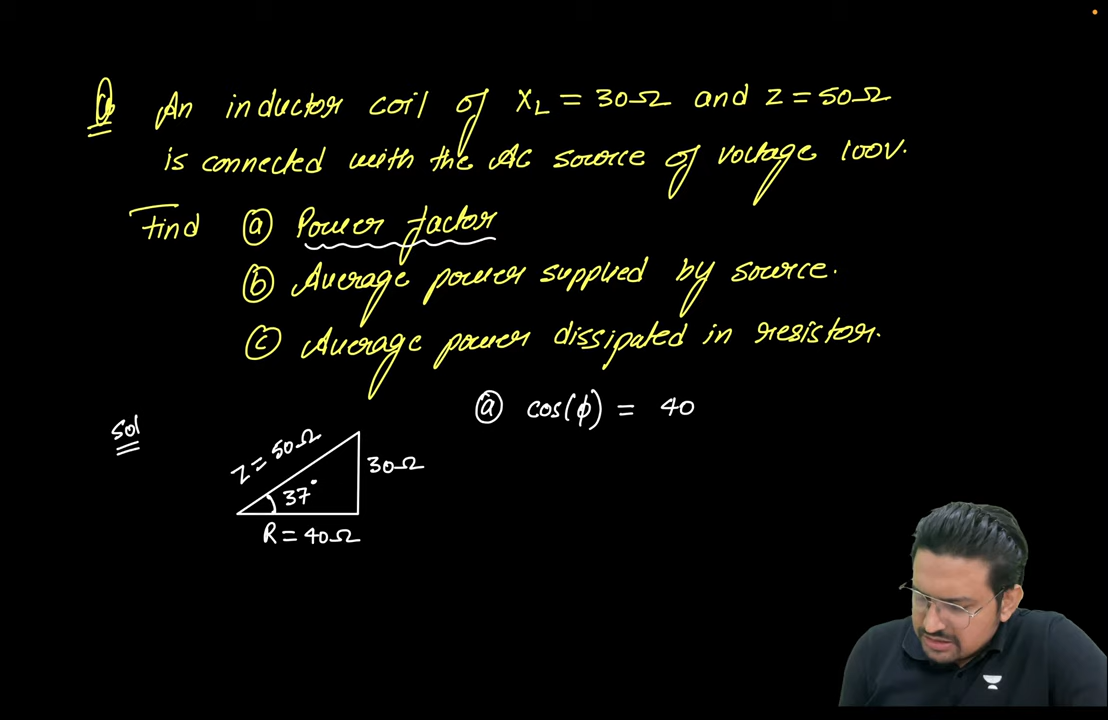 Q An inductor coil of X_L = 30Ω and Z = 50Ω
is connected with the AC source of voltage 100V.
Find ⓐ Power factor
ⓑ Average power supplied by source.
ⓒ Average power dissipated in resistor.
ⓐ cos(φ) = 40
Sol
Z = 50Ω
30Ω
37°
R = 40Ω